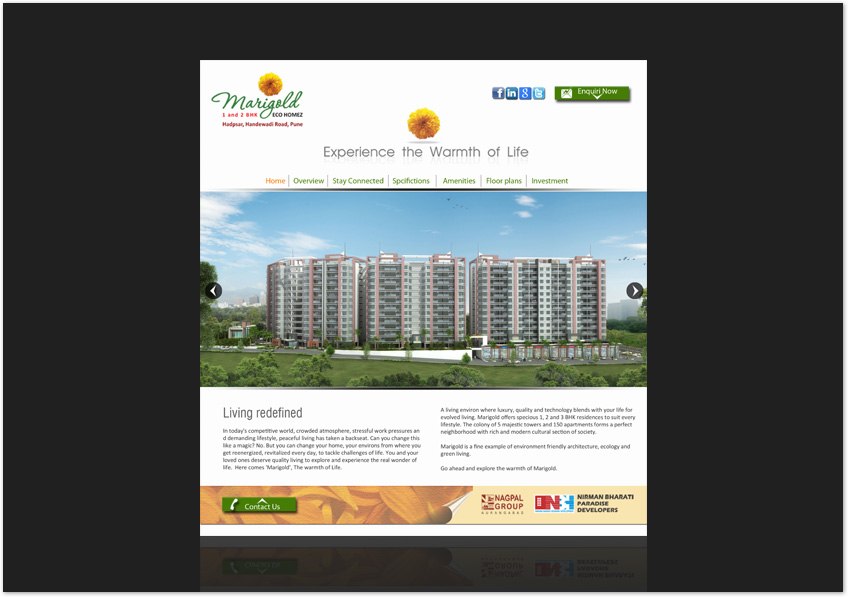 Marigold
1 and 2 BHK ECO HOMEZ
Hadpsar, Handewadi Road, Pune
Enquiri Now
Experience the Warmth of Life
Home Overview Stay Connected Spcifictions Amenities Floor plans Investment
Living redefined
In today's competitive world, crowded atmosphere, stressful work pressures an
d demanding lifestyle, peaceful living has taken a backseat. Can you change this
like a magic? No. But you can change your home, your environs from where you
get reenergized, revitalized every day, to tackle challenges of life. You and your
loved ones deserve quality living to explore and experience the real wonder of
life. Here comes 'Marigold', The warmth of Life.
A living environ where luxury, quality and technology blends with your life for
evolved living. Marigold offers specious 1, 2 and 3 BHK residences to suit every
lifestyle. The colony of 5 majestic towers and 150 apartments forms a perfect
neighborhood with rich and modern cultural section of society.
Marigold is a fine example of environment friendly architecture, ecology and
green living.
Go ahead and explore the warmth of Marigold.
Contact Us
NAGPAL
GROUP
AURANGABAD
NIRMAN BHARATI
PARADISE
DEVELOPERS